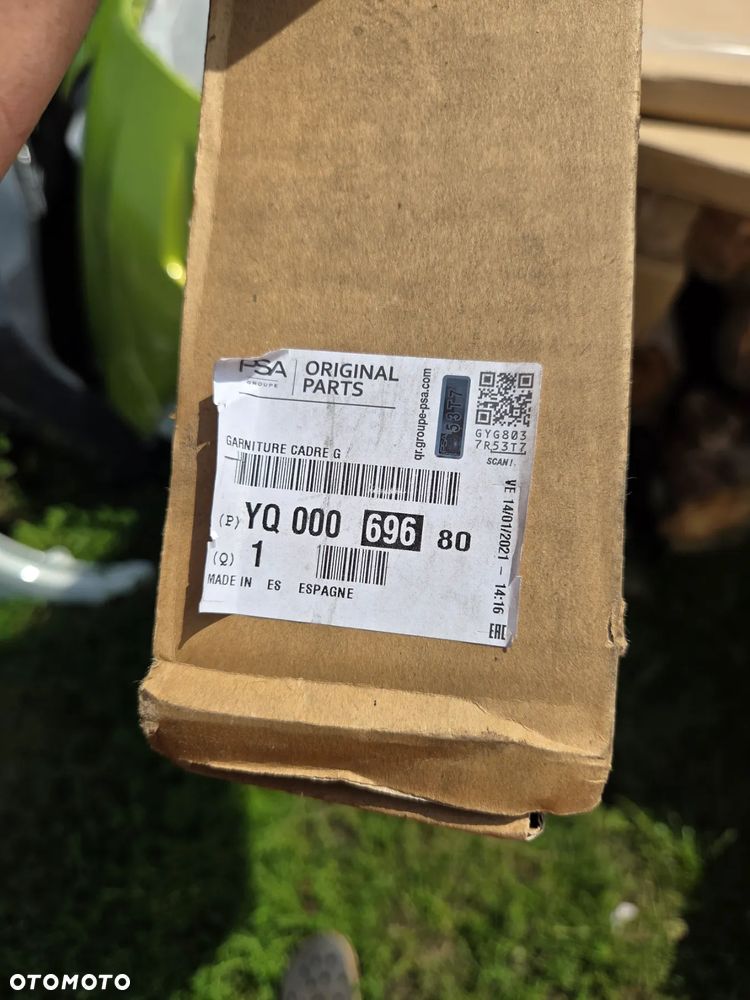 PSA
GROUPE
ORIGINAL
PARTS
qr.groupe-psa.com
53T7
GYG803
7R53T7
SCAN!
GARNITURE CADRE G
(P) YQ 000 696 80
(Q) 1
MADE IN ES ESPAGNE
VE 14/01/2021 - 14:16
EAC
OTOMOTO